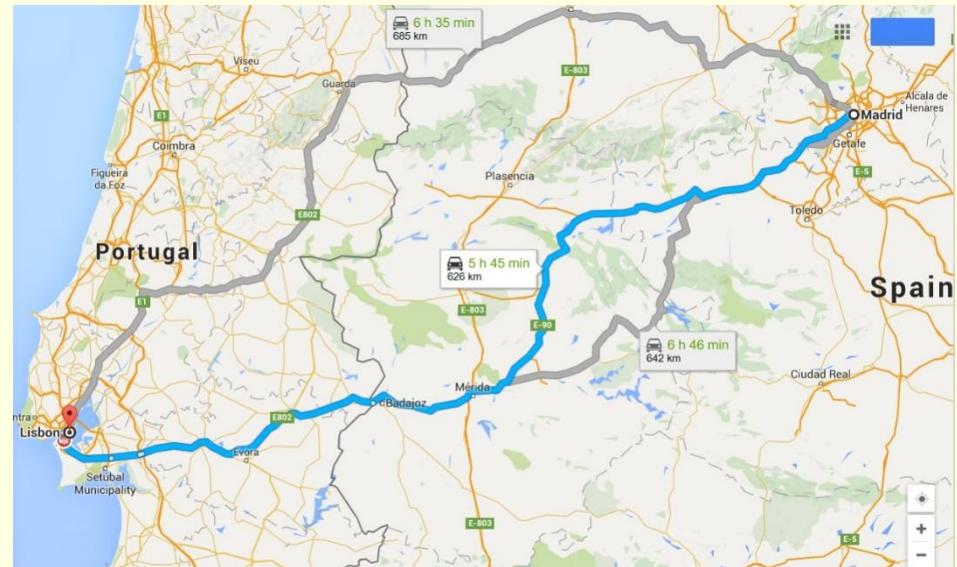 6 h 35 min
685 km
Viseu
Guarda
E-803
Alcala de
Henares
Madrid
E1
Getafe
Coimbra
Figueira
da Foz
Plasencia
E-5
E802
Toledo
Portugal
5 h 45 min
626 km
Spain
E1
E-803
E-90
6 h 46 min
642 km
Ciudad Real
Mérida
Badajoz
E802
ntra
Lisbon
Evora
Setúbal
Municipality
E-803
E-5
+
−